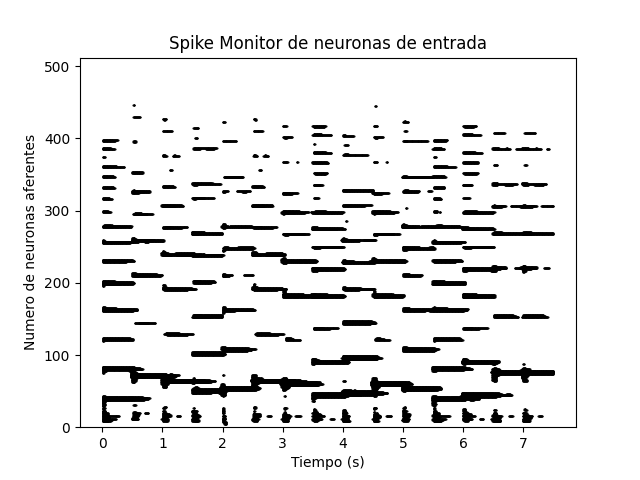 Spike Monitor de neuronas de entrada
Numero de neuronas aferentes
500
400
300
200
100
0
0 1 2 3 4 5 6 7
Tiempo (s)